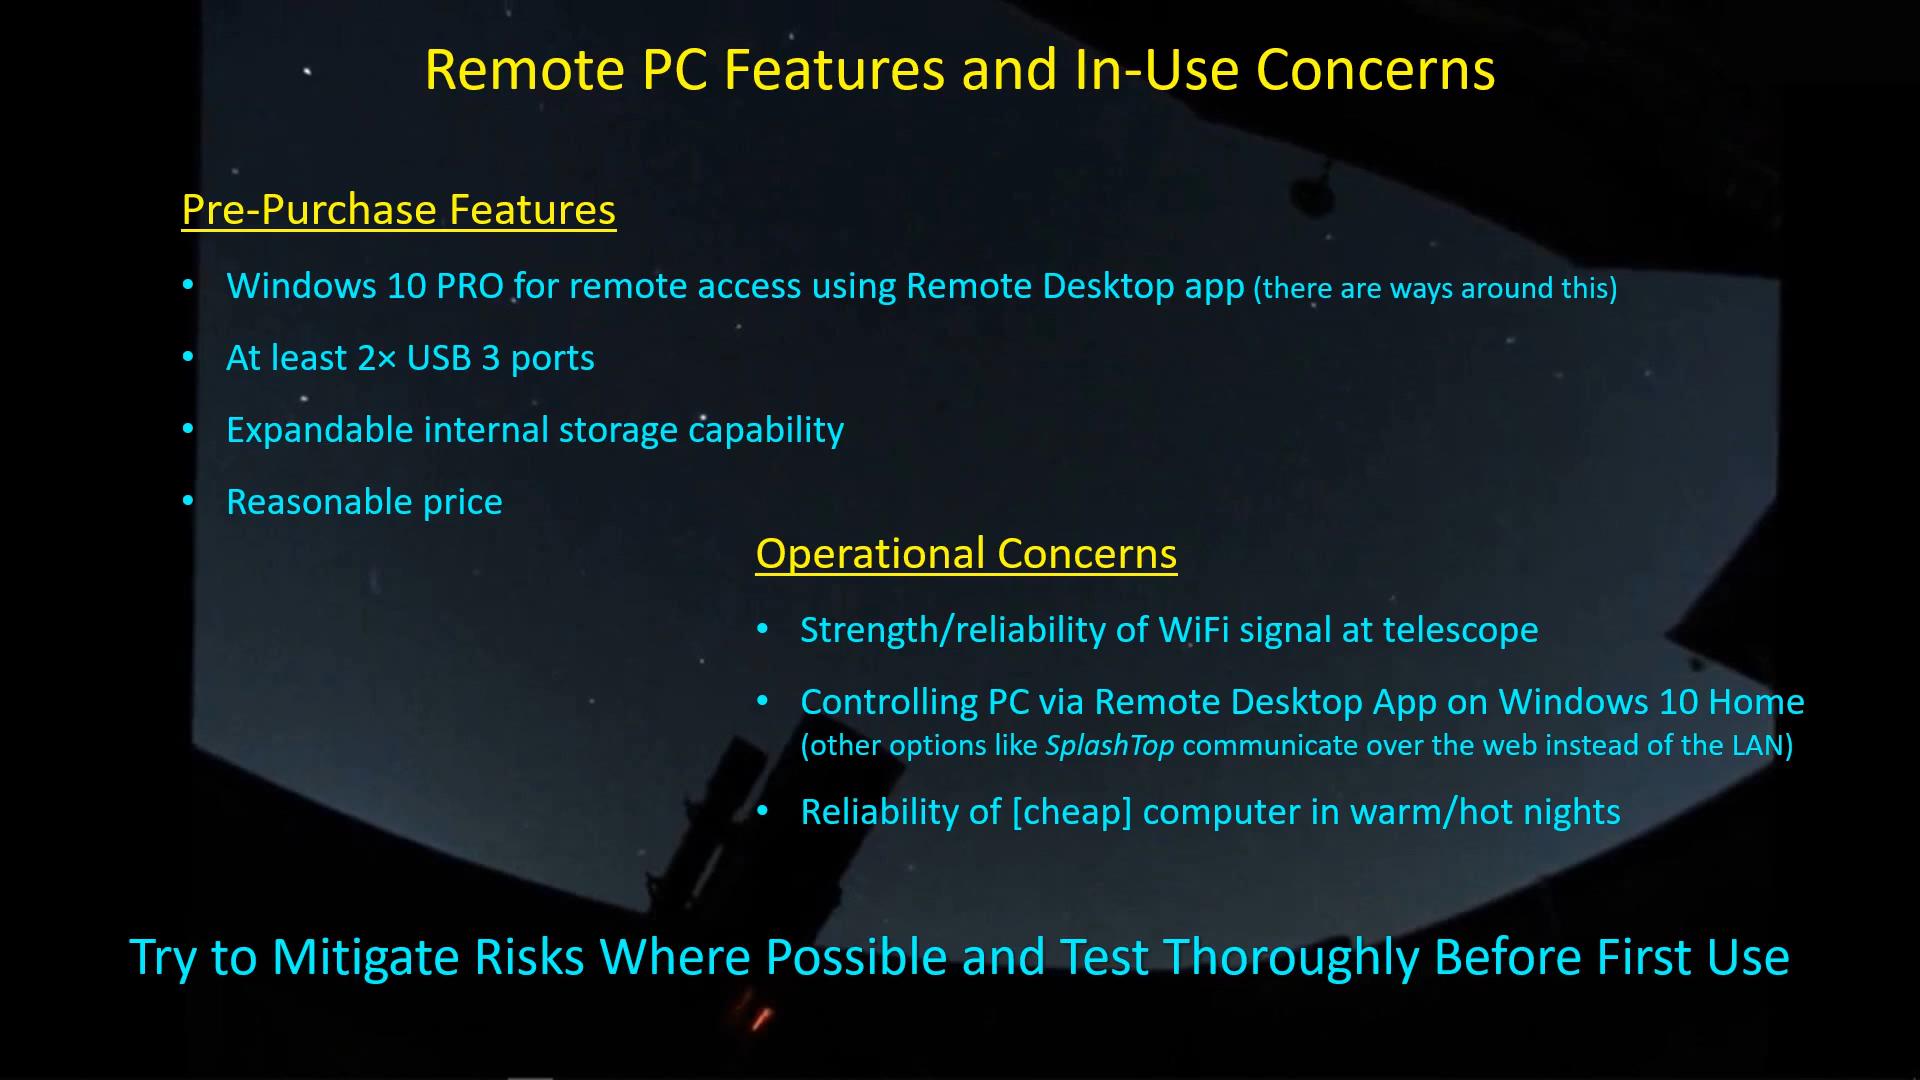 Remote PC Features and In-Use Concerns
Pre-Purchase Features
• Windows 10 PRO for remote access using Remote Desktop app (there are ways around this)
• At least 2× USB 3 ports
• Expandable internal storage capability
• Reasonable price
Operational Concerns
• Strength/reliability of WiFi signal at telescope
• Controlling PC via Remote Desktop App on Windows 10 Home
(other options like SplashTop communicate over the web instead of the LAN)
• Reliability of [cheap] computer in warm/hot nights
Try to Mitigate Risks Where Possible and Test Thoroughly Before First Use